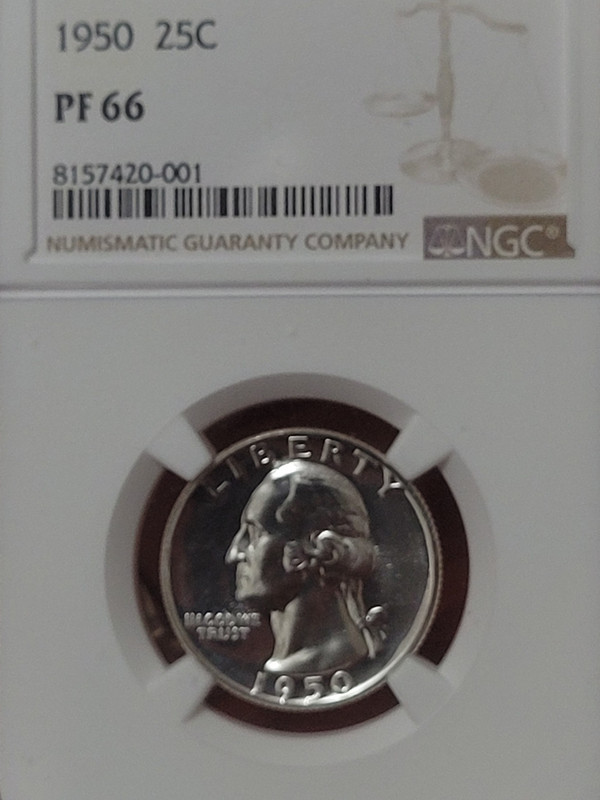 1950 25C
PF 66
8157420-001
NUMISMATIC GUARANTY COMPANY
NGC®
LIBERTY
IN GOD WE
TRUST
1950